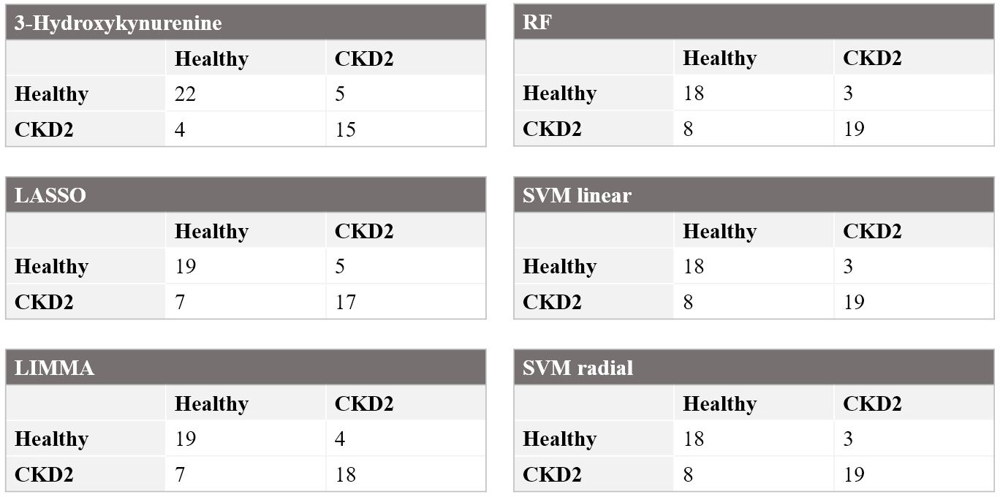 3-Hydroxykynurenine
Healthy CKD2
Healthy 22 5
CKD2 4 15
RF
Healthy CKD2
Healthy 18 3
CKD2 8 19
LASSO
Healthy CKD2
Healthy 19 5
CKD2 7 17
SVM linear
Healthy CKD2
Healthy 18 3
CKD2 8 19
LIMMA
Healthy CKD2
Healthy 19 4
CKD2 7 18
SVM radial
Healthy CKD2
Healthy 18 3
CKD2 8 19